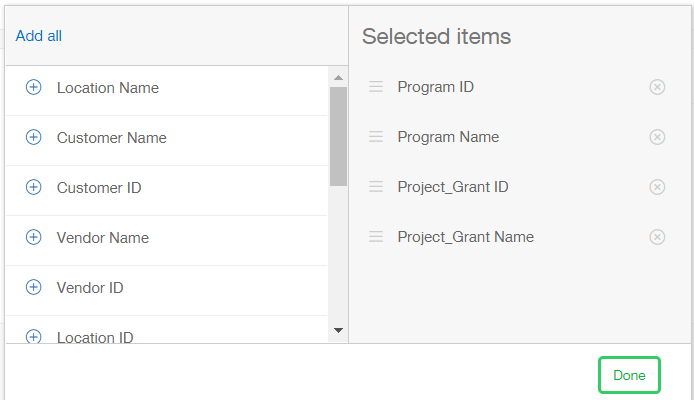 Add all
Location Name
Customer Name
Customer ID
Vendor Name
Vendor ID
Location ID
Selected items
Program ID
Program Name
Project_Grant ID
Project_Grant Name
Done